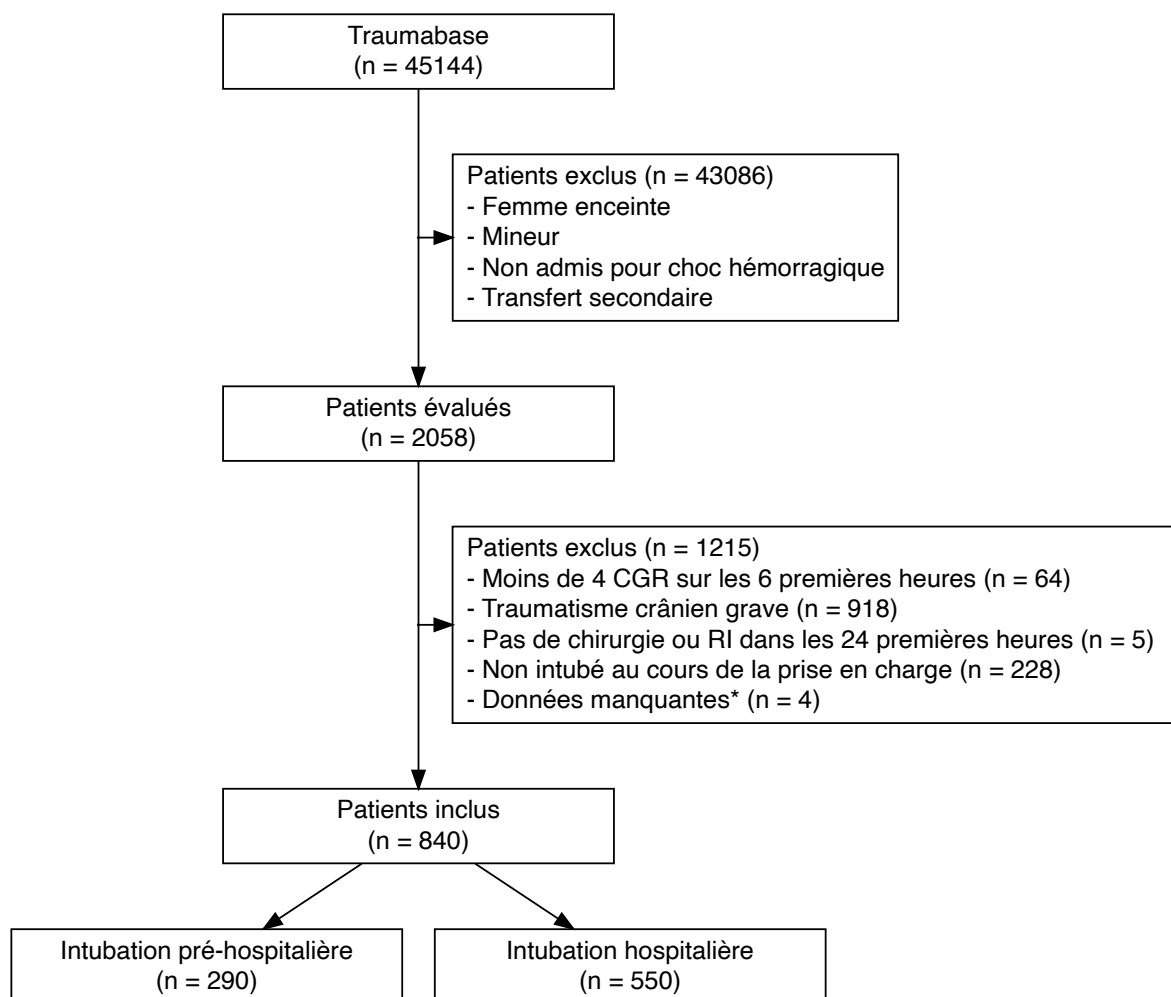 Traumabase
(n = 45144)
Patients exclus (n = 43086)
- Femme enceinte
- Mineur
- Non admis pour choc hémorragique
- Transfert secondaire
Patients évalués
(n = 2058)
Patients exclus (n = 1215)
- Moins de 4 CGR sur les 6 premières heures (n = 64)
- Traumatisme crânien grave (n = 918)
- Pas de chirurgie ou RI dans les 24 premières heures (n = 5)
- Non intubé au cours de la prise en charge (n = 228)
- Données manquantes* (n = 4)
Patients inclus
(n = 840)
Intubation pré-hospitalière
(n = 290)
Intubation hospitalière
(n = 550)